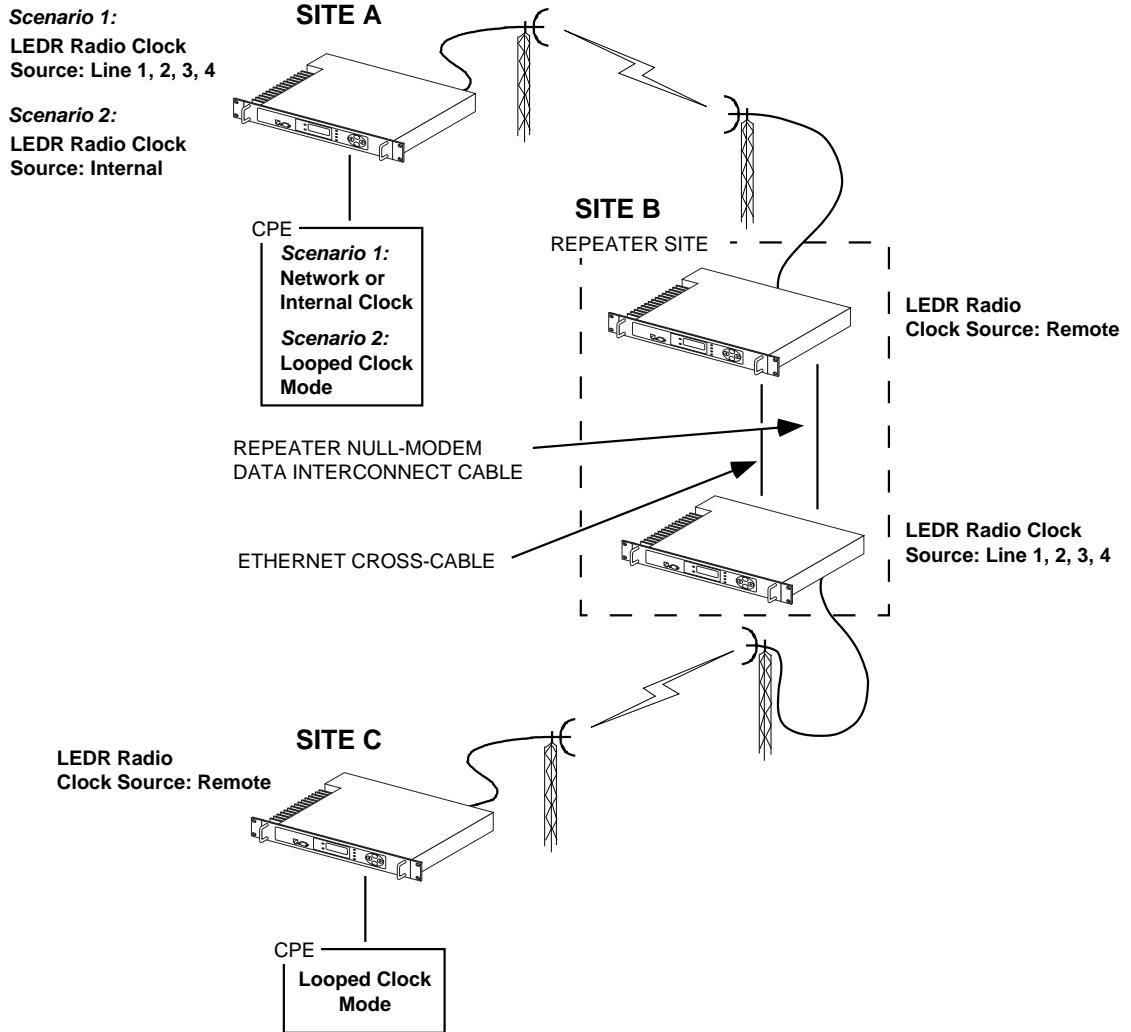 Scenario 1:
LEDR Radio Clock
Source: Line 1, 2, 3, 4
Scenario 2:
LEDR Radio Clock
Source: Internal
SITE A
CPE
Scenario 1:
Network or
Internal Clock
Scenario 2:
Looped Clock
Mode
SITE B
REPEATER SITE
LEDR Radio
Clock Source: Remote
REPEATER NULL-MODEM
DATA INTERCONNECT CABLE
ETHERNET CROSS-CABLE
LEDR Radio Clock
Source: Line 1, 2, 3, 4
SITE C
LEDR Radio
Clock Source: Remote
CPE
Looped Clock
Mode